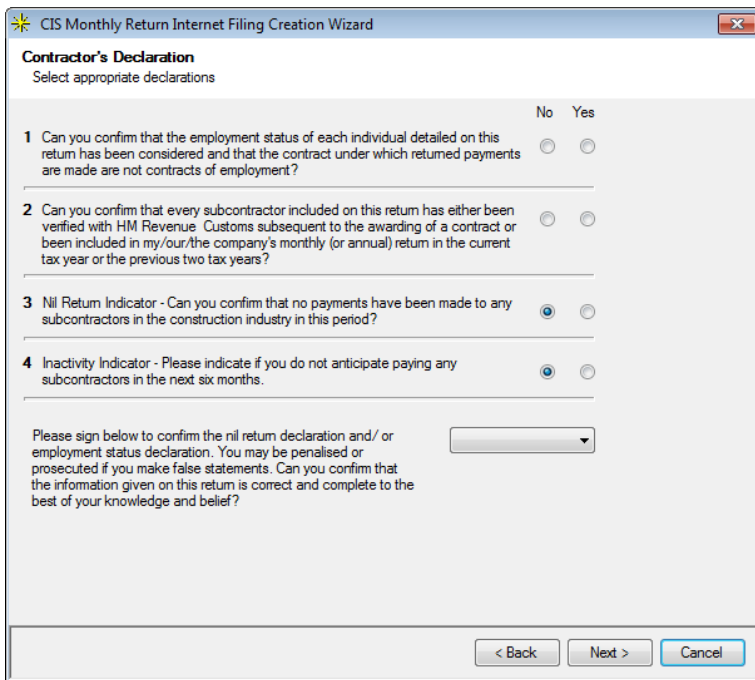 CIS Monthly Return Internet Filing Creation Wizard
Contractor's Declaration
Select appropriate declarations
No Yes
1 Can you confirm that the employment status of each individual detailed on this
return has been considered and that the contract under which returned payments
are made are not contracts of employment?
2 Can you confirm that every subcontractor included on this return has either been
verified with HM Revenue Customs subsequent to the awarding of a contract or
been included in my/our/the company's monthly (or annual) return in the current
tax year or the previous two tax years?
3 Nil Return Indicator - Can you confirm that no payments have been made to any
subcontractors in the construction industry in this period?
4 Inactivity Indicator - Please indicate if you do not anticipate paying any
subcontractors in the next six months.
Please sign below to confirm the nil return declaration and/ or
employment status declaration. You may be penalised or
prosecuted if you make false statements. Can you confirm that
the information given on this return is correct and complete to the
best of your knowledge and belief?
< Back Next > Cancel